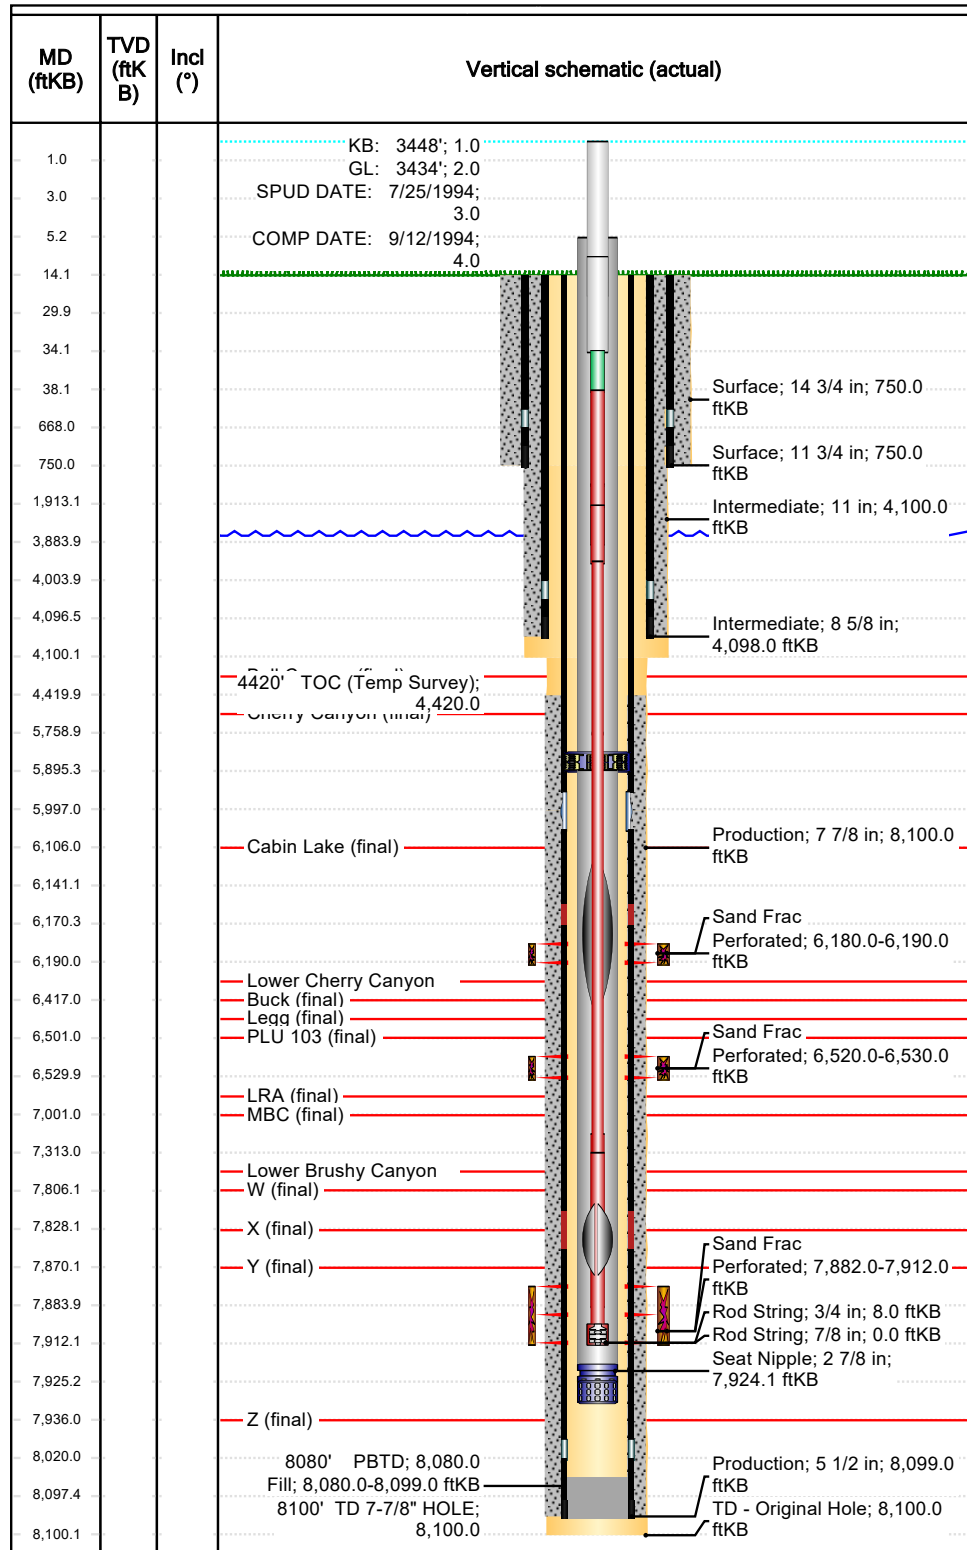 MD
(ftKB)
TVD
(ftK
B)
Incl
(°)
Vertical schematic (actual)
1.0
3.0
5.2
14.1
29.9
34.1
38.1
668.0
750.0
1,913.1
3,883.9
4,003.9
4,096.5
4,100.1
4,419.9
5,758.9
5,895.3
5,997.0
6,106.0
6,141.1
6,170.3
6,190.0
6,417.0
6,501.0
6,529.9
7,001.0
7,313.0
7,806.1
7,828.1
7,870.1
7,883.9
7,912.1
7,925.2
7,936.0
8,020.0
8,097.4
8,100.1
KB: 3448'; 1.0
GL: 3434'; 2.0
SPUD DATE: 7/25/1994;
3.0
COMP DATE: 9/12/1994;
4.0
Surface; 14 3/4 in; 750.0
ftKB
Surface; 11 3/4 in; 750.0
ftKB
Intermediate; 11 in; 4,100.0
ftKB
Intermediate; 8 5/8 in;
4,098.0 ftKB
4420' TOC (Temp Survey);
4,420.0
Cherry Canyon (final)
Production; 7 7/8 in; 8,100.0
ftKB
Cabin Lake (final)
Sand Frac
Perforated; 6,180.0-6,190.0
ftKB
Lower Cherry Canyon
Buck (final)
Legg (final)
PLU 103 (final)
Sand Frac
Perforated; 6,520.0-6,530.0
ftKB
LRA (final)
MBC (final)
Lower Brushy Canyon
W (final)
X (final)
Y (final)
Sand Frac
Perforated; 7,882.0-7,912.0
ftKB
Rod String; 3/4 in; 8.0 ftKB
Rod String; 7/8 in; 0.0 ftKB
Seat Nipple; 2 7/8 in;
7,924.1 ftKB
Z (final)
8080' PBTD; 8,080.0
Fill; 8,080.0-8,099.0 ftKB
8100' TD 7-7/8" HOLE;
8,100.0
Production; 5 1/2 in; 8,099.0
ftKB
TD - Original Hole; 8,100.0
ftKB